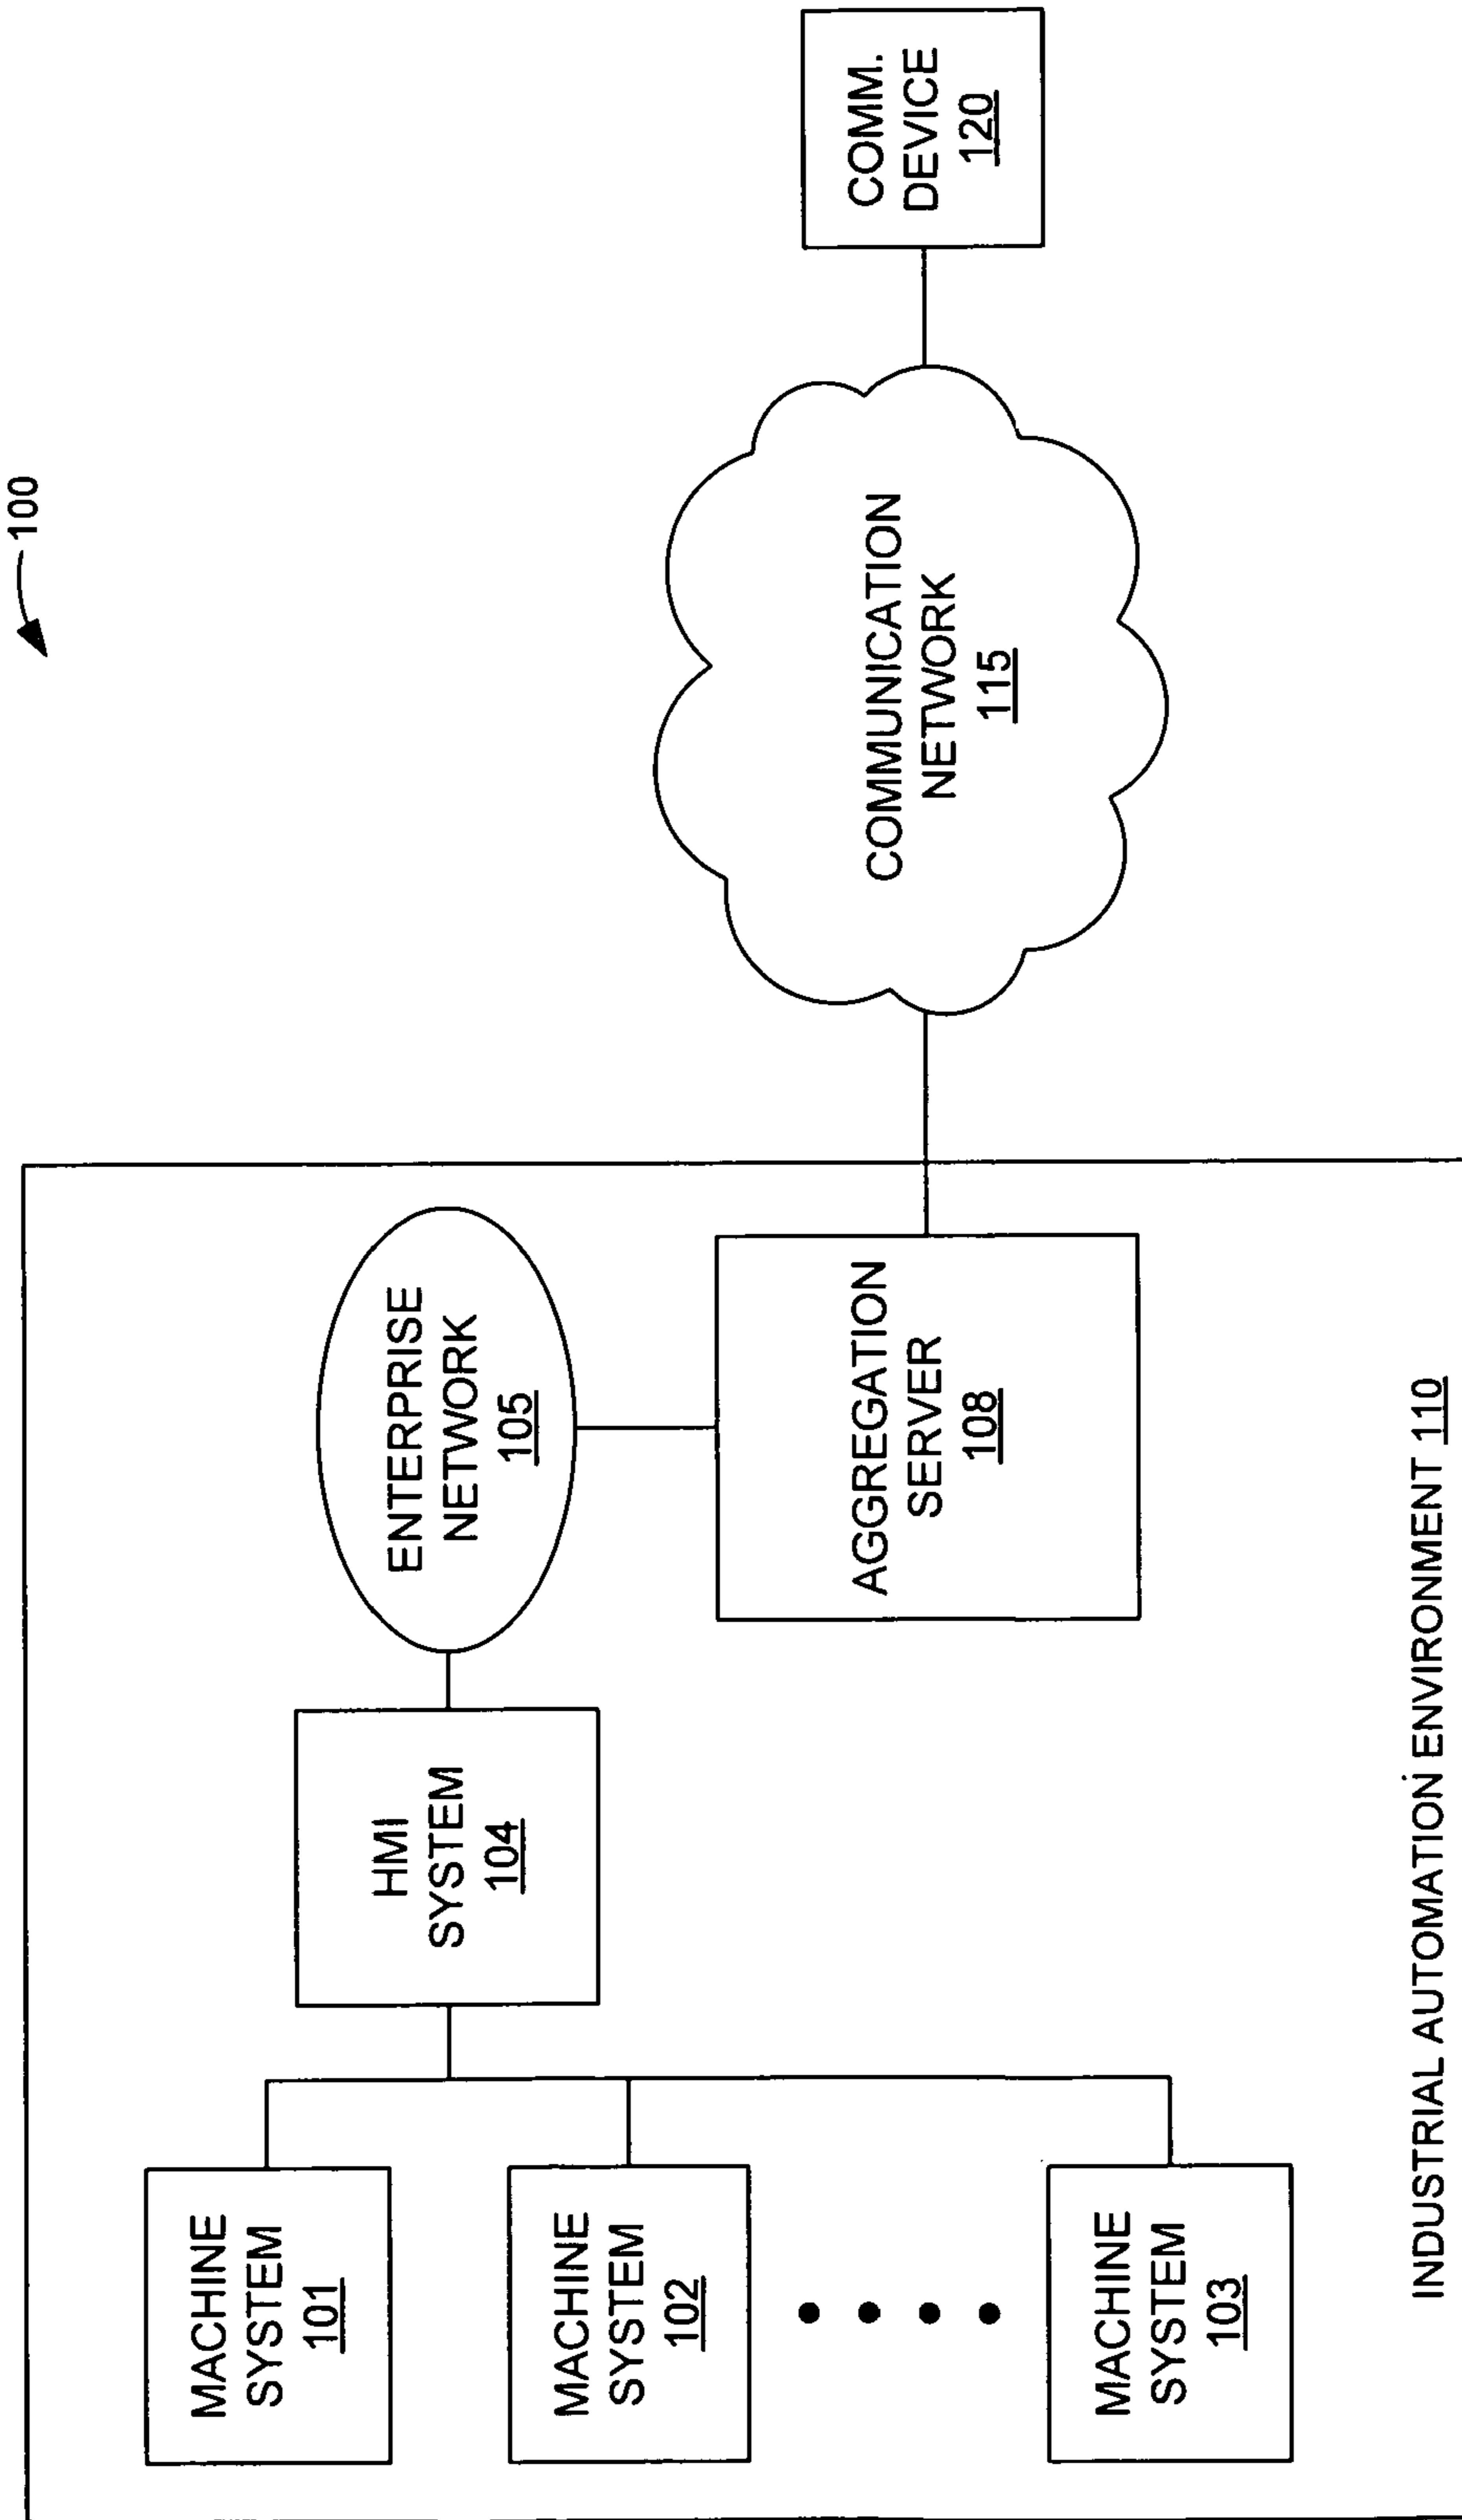 100
MACHINE
SYSTEM
101
MACHINE
SYSTEM
102
MACHINE
SYSTEM
103
HMI
SYSTEM
104
ENTERPRISE
NETWORK
105
AGGREGATION
SERVER
108
COMMUNICATION
NETWORK
115
COMM.
DEVICE
120
INDUSTRIAL AUTOMATION ENVIRONMENT 110